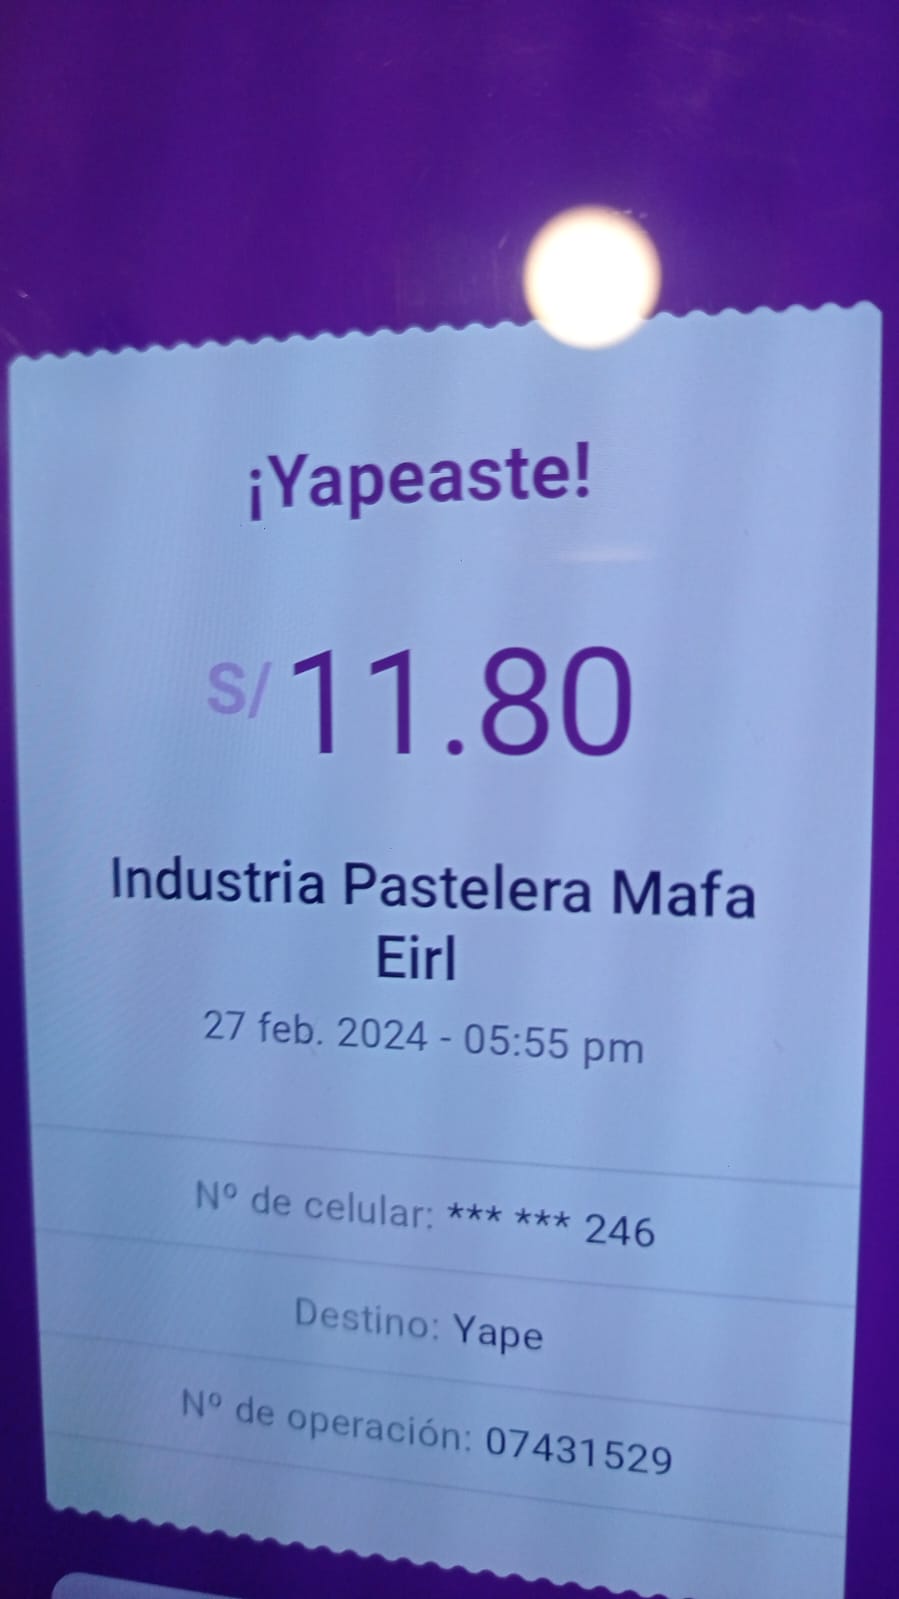 ¡Yapeaste!
S/ 11.80
Industria Pastelera Mafa
Eirl
27 feb. 2024 - 05:55 pm
Nº de celular: *** *** 246
Destino: Yape
Nº de operación: 07431529